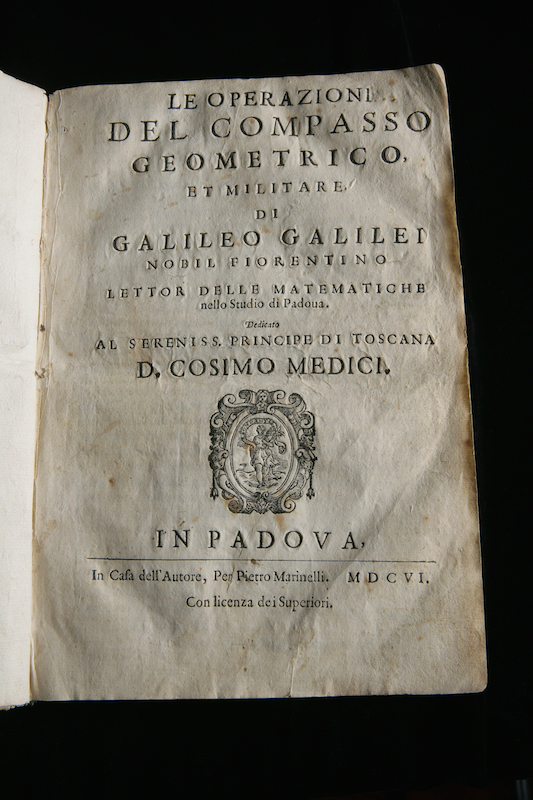 LE OPERAZIONI
DEL COMPASSO
GEOMETRICO,
ET MILITARE.
DI
GALILEO GALILEI
NOBIL FIORENTINO
LETTOR DELLE MATEMATICHE
nello Studio di Padoua.
Dedicato
AL SERENISS. PRINCIPE DI TOSCANA
D. COSIMO MEDICI.
IN PADOVA,
In Caſa dell'Autore, Per Pietro Marinelli. MDCVI.
Con licenza de i Superiori.